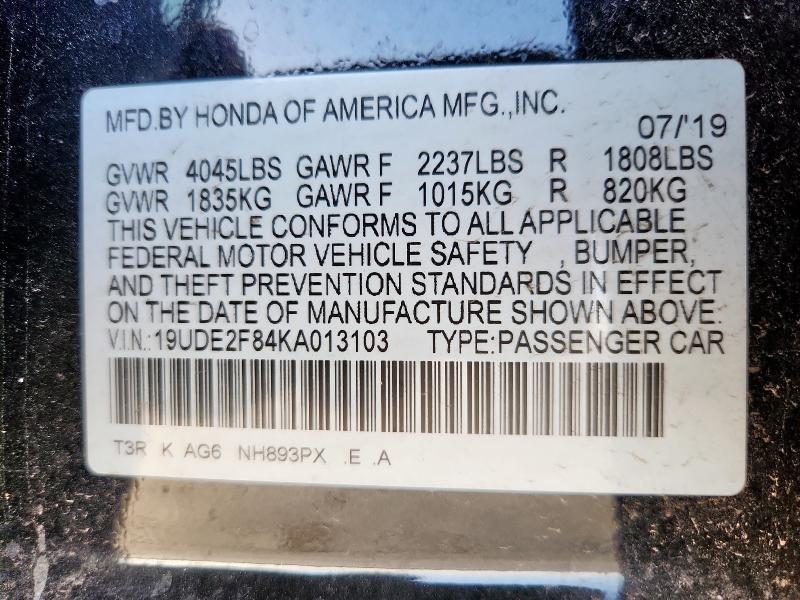 MFD.BY HONDA OF AMERICA MFG.,INC.
07/'19
GVWR 4045LBS GAWR F 2237LBS R 1808LBS
GVWR 1835KG GAWR F 1015KG R 820KG
THIS VEHICLE CONFORMS TO ALL APPLICABLE
FEDERAL MOTOR VEHICLE SAFETY , BUMPER,
AND THEFT PREVENTION STANDARDS IN EFFECT
ON THE DATE OF MANUFACTURE SHOWN ABOVE.
V.I.N.:19UDE2F84KA013103 TYPE:PASSENGER CAR
T3R K AG6 NH893PX .E .A